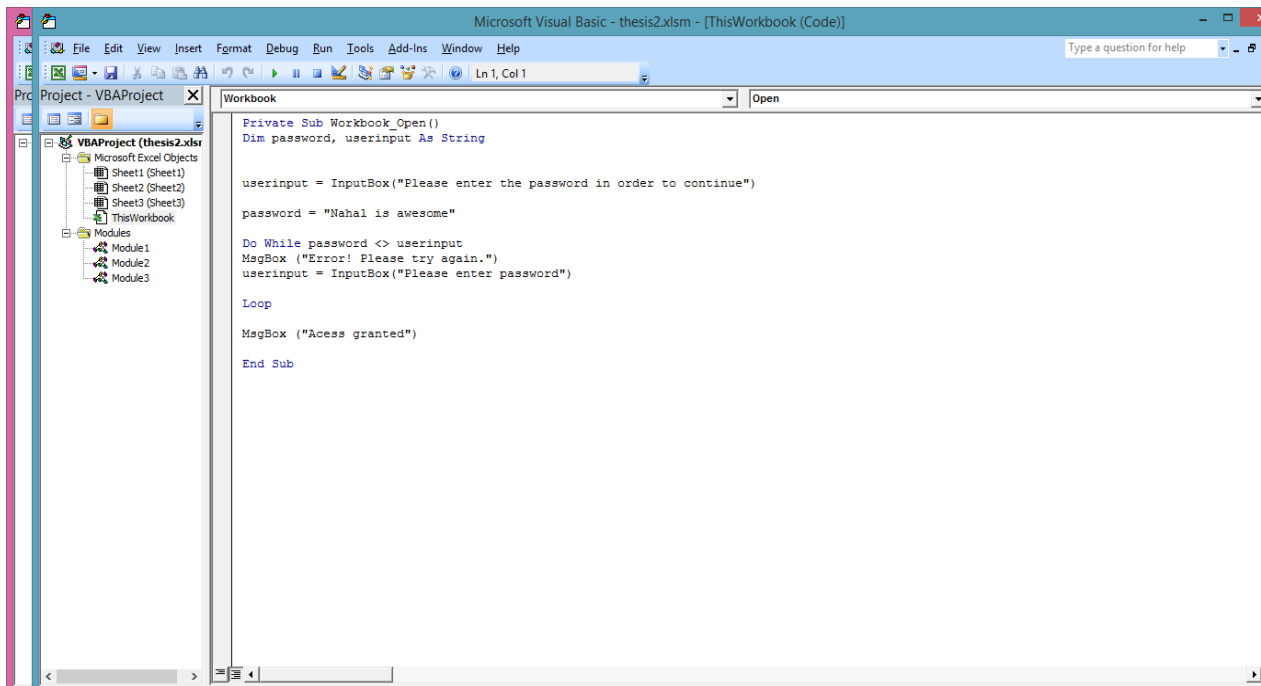 Microsoft Visual Basic - thesis2.xlsm - [ThisWorkbook (Code)]
File Edit View Insert Format Debug Run Tools Add-Ins Window Help
Type a question for help
Ln 1, Col 1
Project - VBAProject
Workbook
Open
VBAProject (thesis2.xlsr
Microsoft Excel Objects
Sheet1 (Sheet1)
Sheet2 (Sheet2)
Sheet3 (Sheet3)
ThisWorkbook
Modules
Module1
Module2
Module3
Private Sub Workbook_Open()
Dim password, userinput As String
userinput = InputBox("Please enter the password in order to continue")
password = "Nahal is awesome"
Do While password <> userinput
MsgBox ("Error! Please try again.")
userinput = InputBox("Please enter password")
Loop
MsgBox ("Acess granted")
End Sub